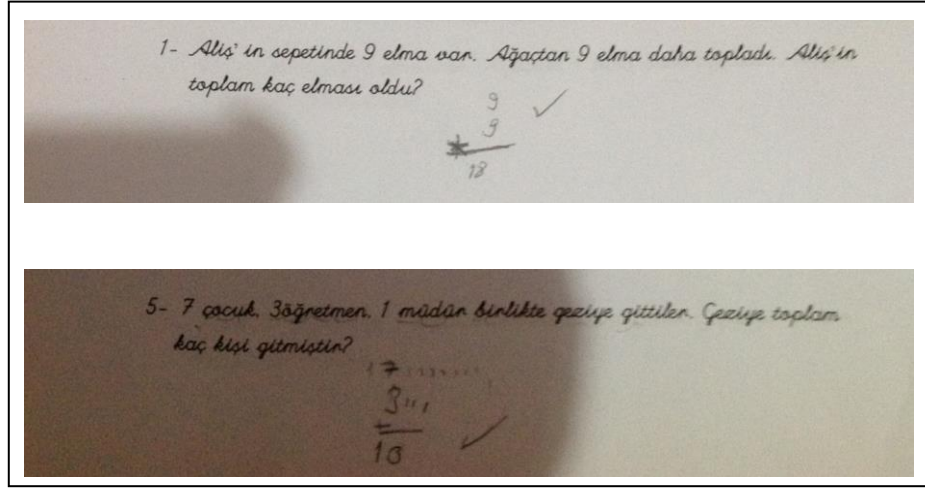 1- Aliş'in sepetinde 9 elma var. Ağaçtan 9 elma daha topladı. Aliş'in
toplam kaç elması oldu?
9
9
+
18
5- 7 çocuk, 3öğretmen, 1 müdür birlikte geziye gittiler. Geziye toplam
kaç kişi gitmiştir?
17
3
+
10